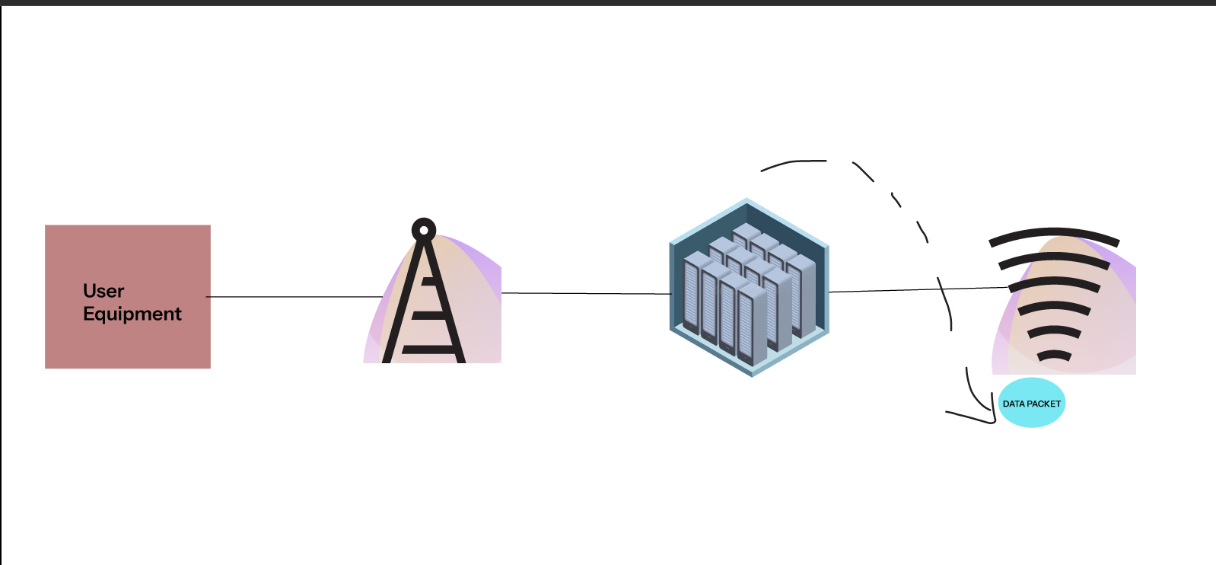 User
Equipment
DATA PACKET